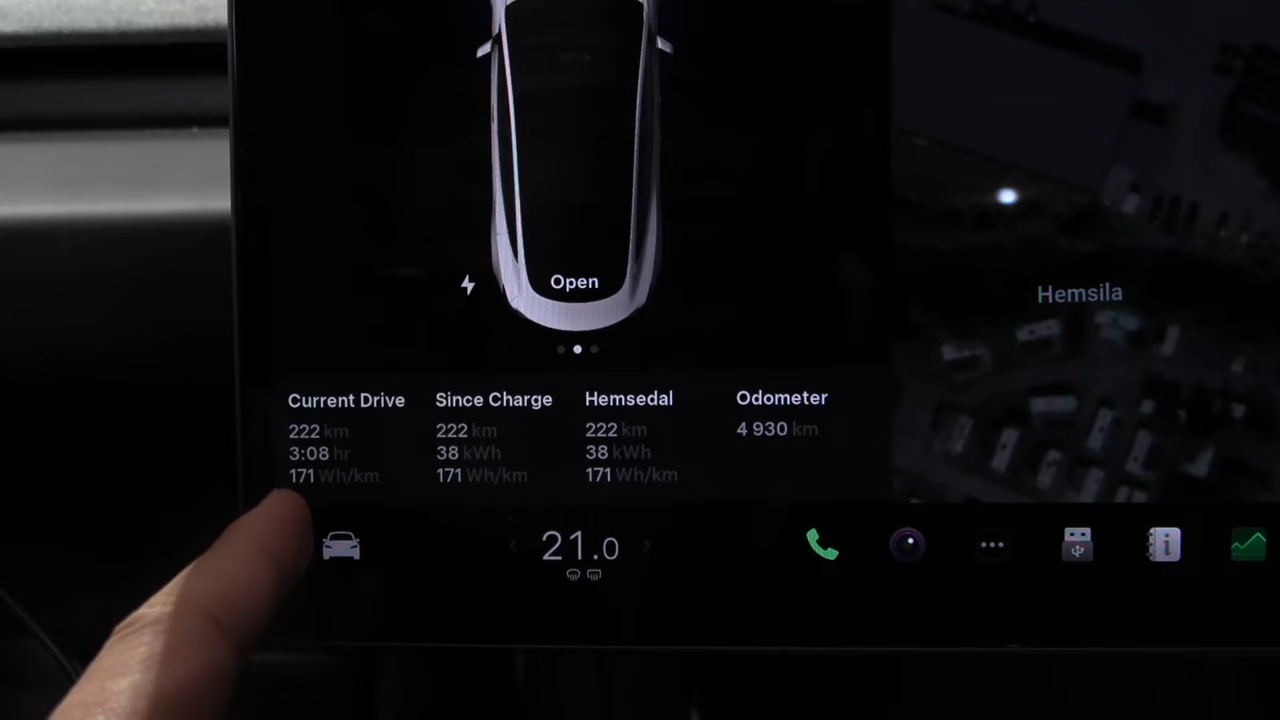 Open
Hemsila
Current Drive
222 km
3:08 hr
171 Wh/km
Since Charge
222 km
38 kWh
171 Wh/km
Hemsedal
222 km
38 kWh
171 Wh/km
Odometer
4 930 km
21.0